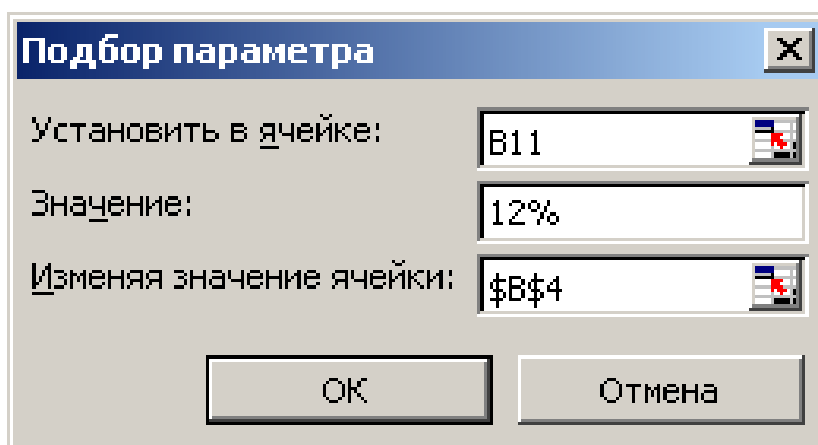 Подбор параметра
Установить в ячейке: B11
Значение: 12%
Изменяя значение ячейки: $B$4
OK Отмена